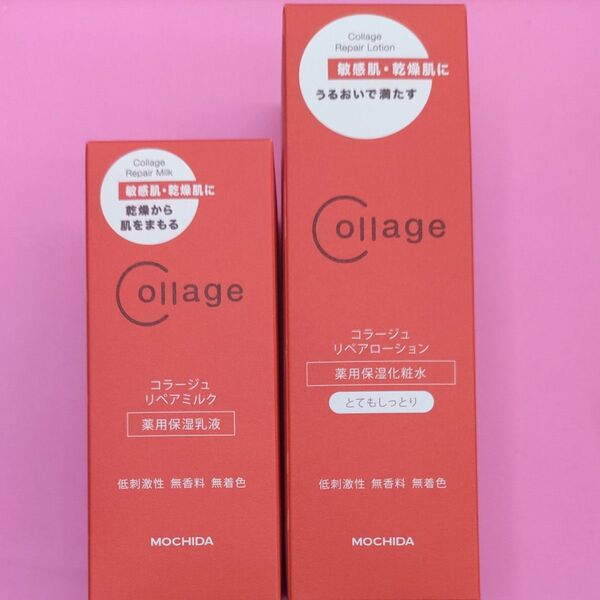 Collage
Repair Milk
敏感肌・乾燥肌に
乾燥から
肌をまもる
Collage
コラージュ
リペアミルク
薬用保湿乳液
低刺激性 無香料 無着色
MOCHIDA
Collage
Repair Lotion
敏感肌・乾燥肌に
うるおいで満たす
Collage
コラージュ
リペアローション
薬用保湿化粧水
とてもしっとり
低刺激性 無香料 無着色
MOCHIDA